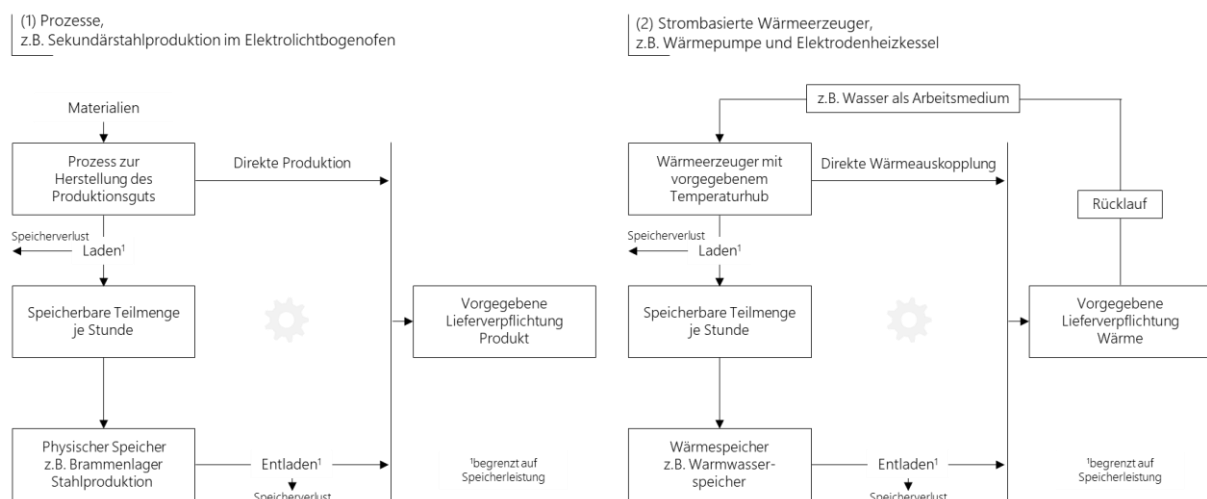 (1) Prozesse,
z.B. Sekundärstahlproduktion im Elektrolichtbogenofen
Materialien
Prozess zur
Herstellung des
Produktionsguts
Direkte Produktion
Speicherverlust
Laden¹
Speicherbare Teilmenge
je Stunde
Vorgegebene
Lieferverpflichtung
Produkt
Physischer Speicher
z.B. Brammenlager
Stahlproduktion
Entladen¹
Speicherverlust
¹begrenzt auf
Speicherleistung
(2) Strombasierte Wärmeerzeuger,
z.B. Wärmepumpe und Elektrodenheizkessel
z.B. Wasser als Arbeitsmedium
Wärmeerzeuger mit
vorgegebenem
Temperaturhub
Direkte Wärmeauskopplung
Rücklauf
Speicherverlust
Laden¹
Speicherbare Teilmenge
je Stunde
Vorgegebene
Lieferverpflichtung
Wärme
Wärmespeicher
z.B. Warmwasser-
speicher
Entladen¹
Speicherverlust
¹begrenzt auf
Speicherleistung